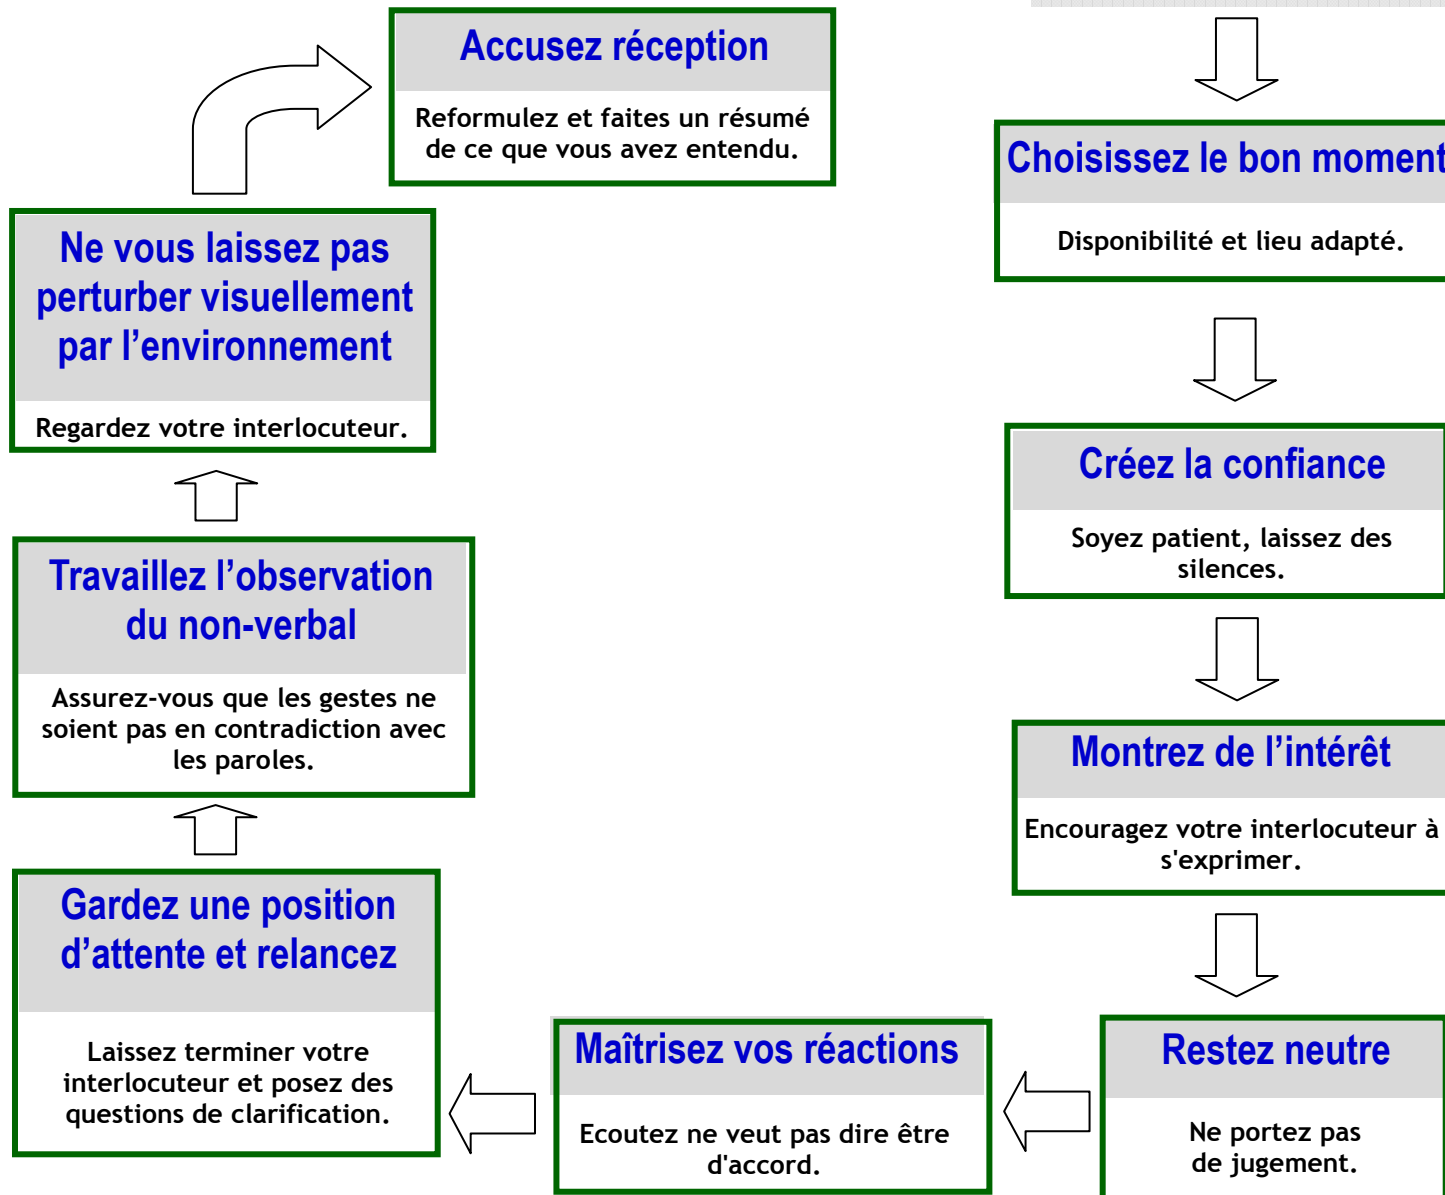 Accusez réception
Reformulez et faites un résumé
de ce que vous avez entendu.
Choisissez le bon moment
Disponibilité et lieu adapté.
Ne vous laissez pas
perturber visuellement
par l’environnement
Regardez votre interlocuteur.
Créez la confiance
Soyez patient, laissez des
silences.
Travaillez l’observation
du non-verbal
Assurez-vous que les gestes ne
soient pas en contradiction avec
les paroles.
Montrez de l’intérêt
Encouragez votre interlocuteur à
s'exprimer.
Gardez une position
d’attente et relancez
Laissez terminer votre
interlocuteur et posez des
questions de clarification.
Maîtrisez vos réactions
Ecoutez ne veut pas dire être
d'accord.
Restez neutre
Ne portez pas
de jugement.